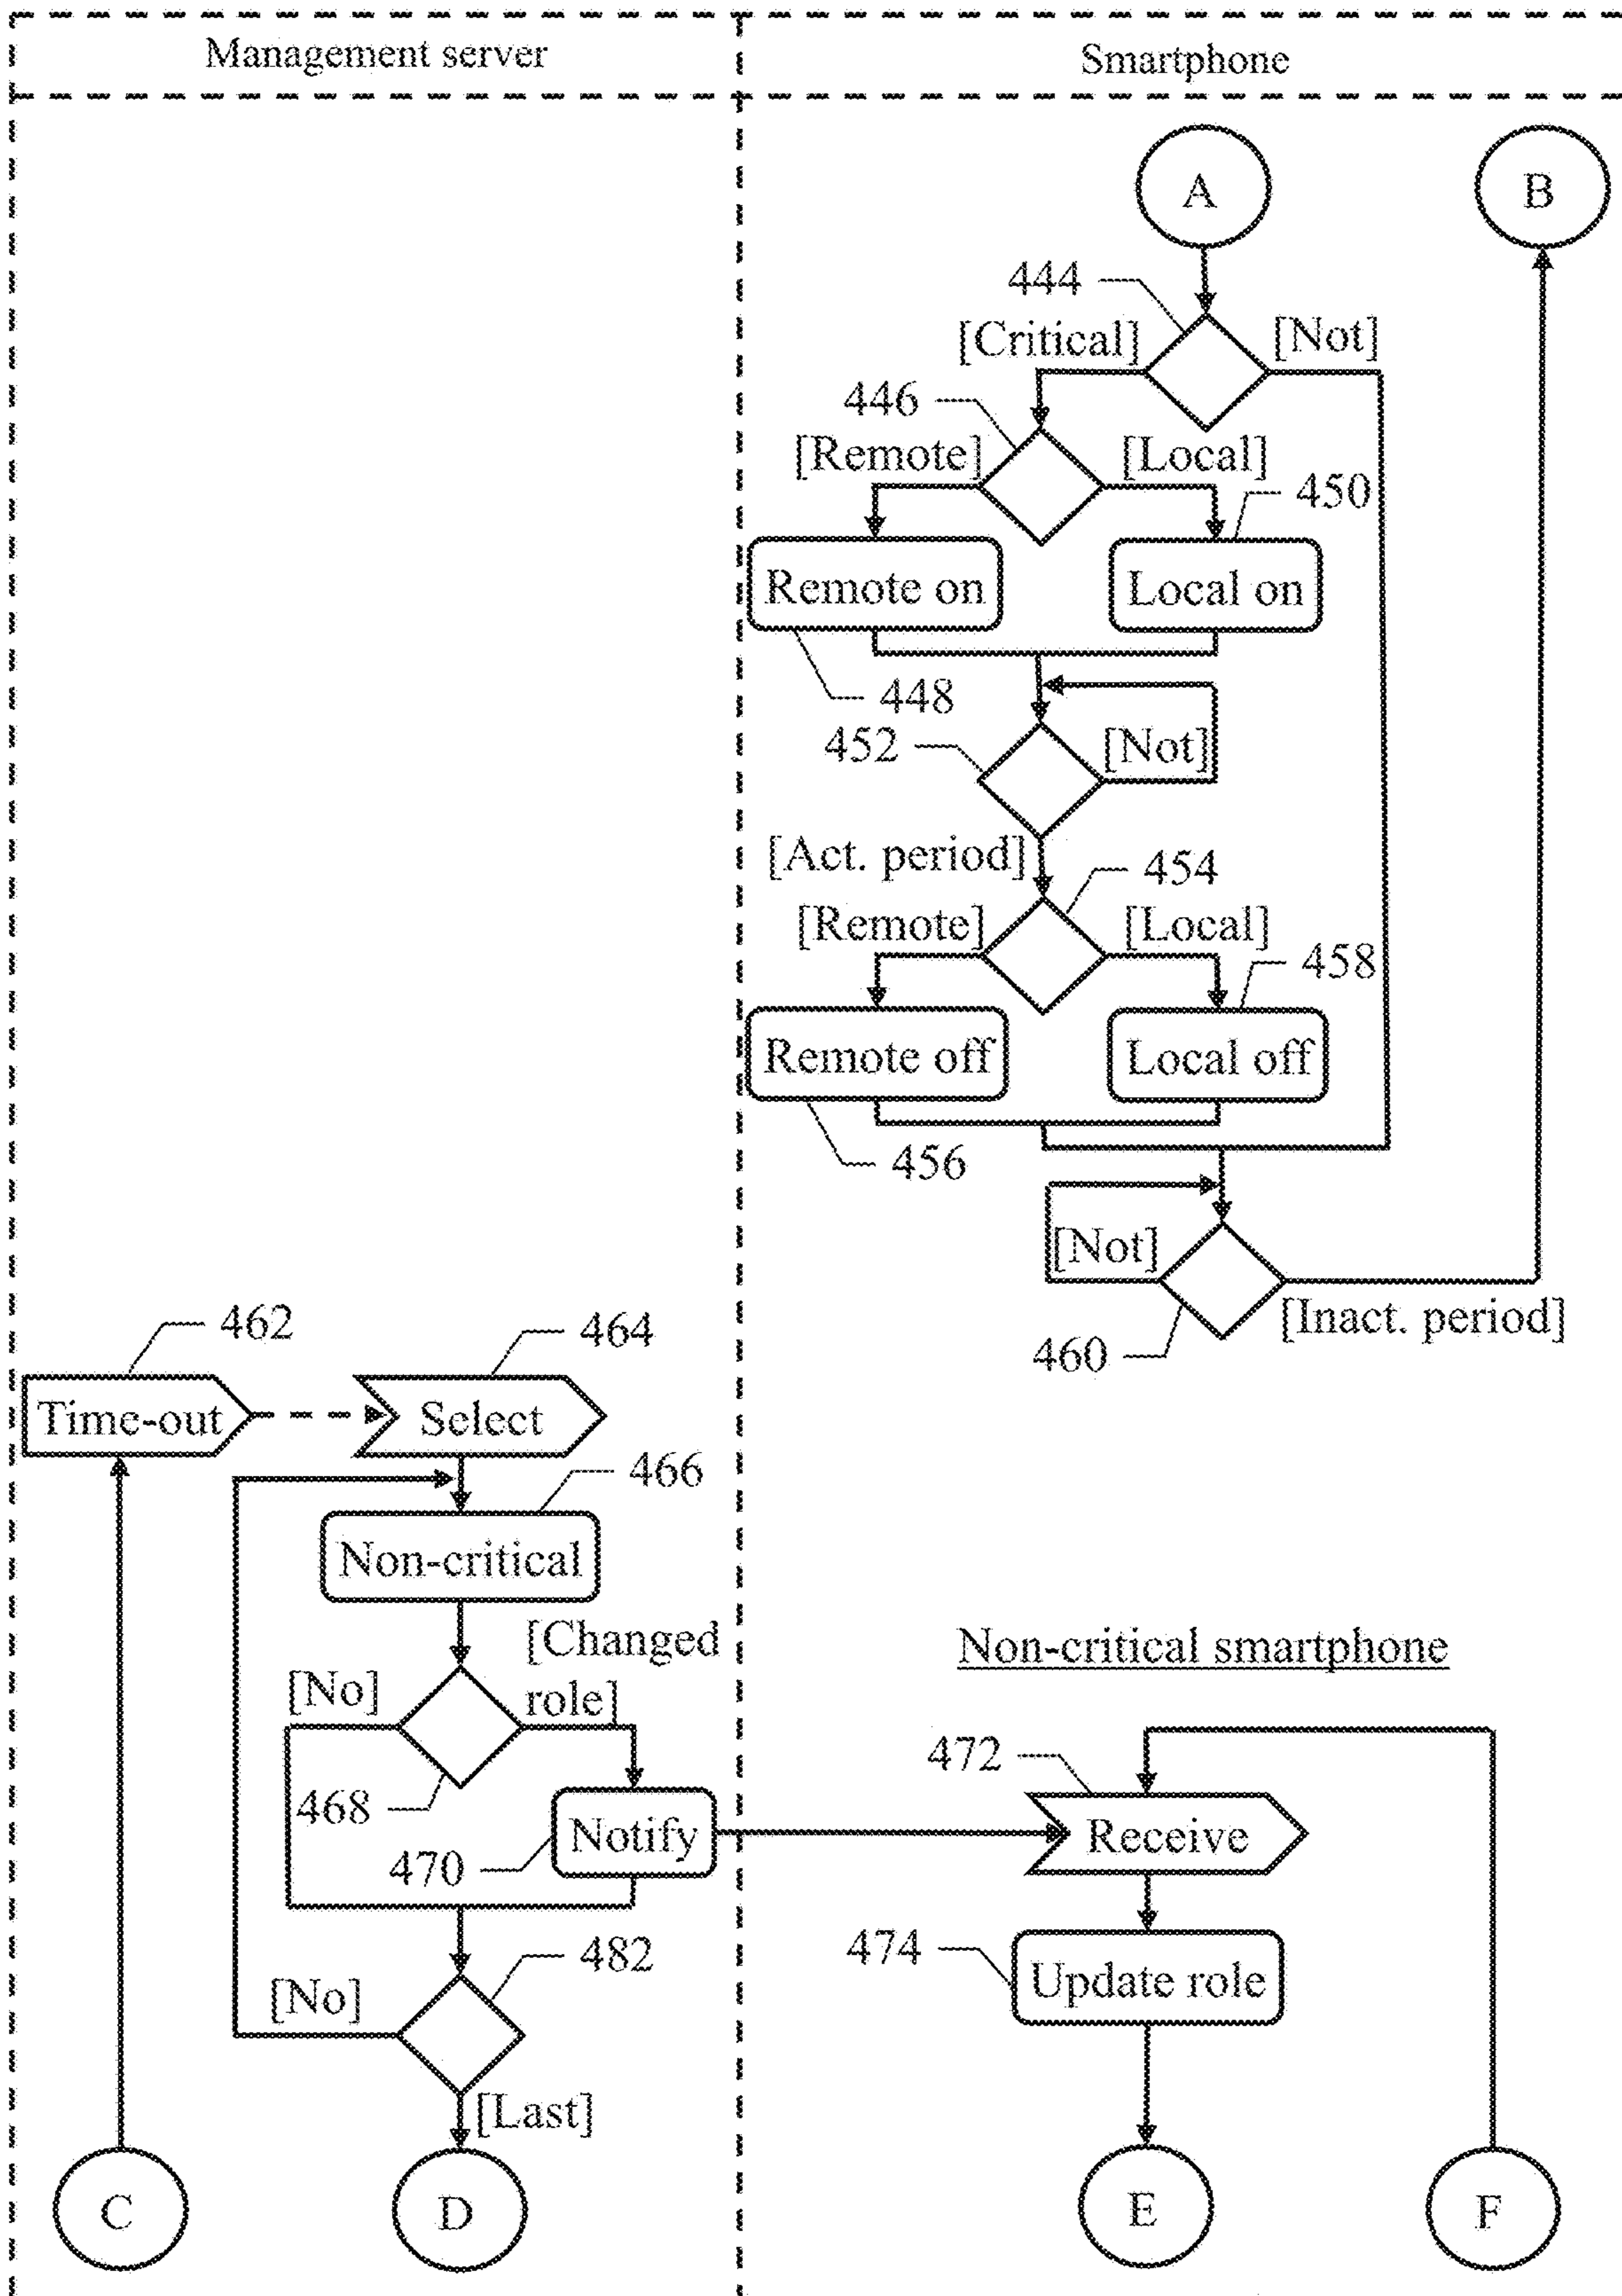 Management server
Smartphone
A
B
444
[Critical]
[Not]
446
[Remote]
[Local]
450
Remote on
Local on
448
452
[Not]
[Act. period]
454
[Remote]
[Local]
458
Remote off
Local off
456
[Not]
[Inact. period]
460
462
464
Time-out
Select
466
Non-critical
[Changed
role]
[No]
468
Notify
470
482
[No]
[Last]
C
D
Non-critical smartphone
472
Receive
474
Update role
E
F